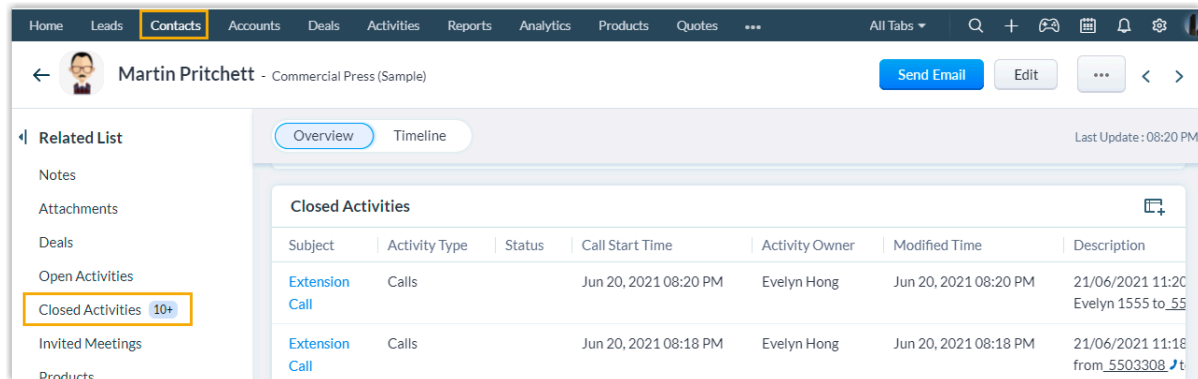 Home Leads Contacts Accounts Deals Activities Reports Analytics Products Quotes ••• All Tabs
Martin Pritchett - Commercial Press (Sample) Send Email Edit •••
Related List
Notes
Attachments
Deals
Open Activities
Closed Activities 10+
Invited Meetings
Products
Overview Timeline Last Update : 08:20 PM
Closed Activities
Subject Activity Type Status Call Start Time Activity Owner Modified Time Description
Extension Calls Jun 20, 2021 08:20 PM Evelyn Hong Jun 20, 2021 08:20 PM 21/06/2021 11:20
Call Evelyn 1555 to 55
Extension Calls Jun 20, 2021 08:18 PM Evelyn Hong Jun 20, 2021 08:18 PM 21/06/2021 11:18
Call from 5503308 t